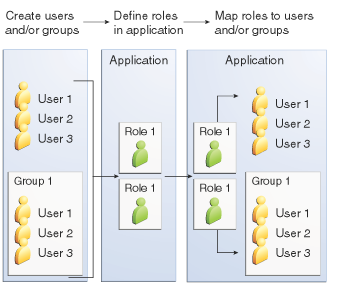 Create users
and/or groups
Define roles
in application
Map roles to users
and/or groups
User 1
User 2
User 3
Group 1
User 1
User 2
User 3
Application
Role 1
Role 1
Application
Role 1
Role 1
User 1
User 2
User 3
Group 1
User 1
User 2
User 3